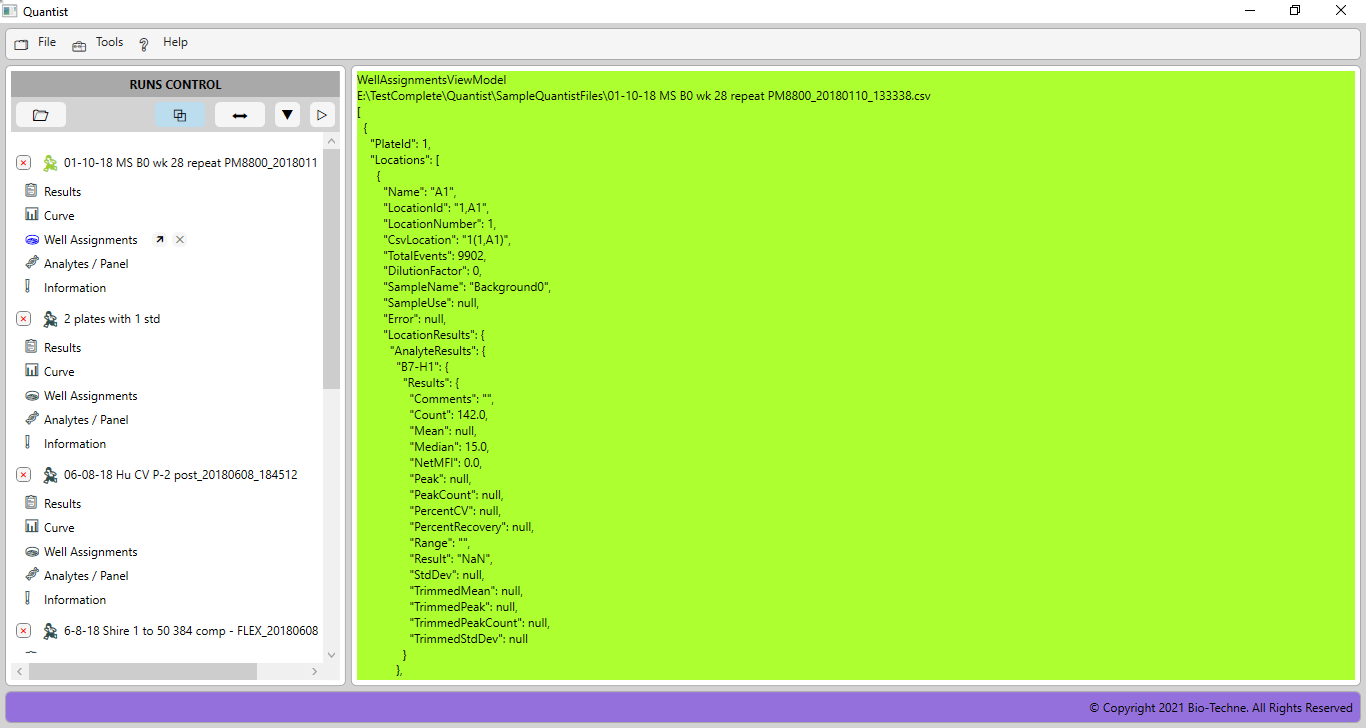 Quantist
File Tools Help
RUNS CONTROL
01-10-18 MS B0 wk 28 repeat PM8800_2018011
Results
Curve
Well Assignments
Analytes / Panel
Information
2 plates with 1 std
Results
Curve
Well Assignments
Analytes / Panel
Information
06-08-18 Hu CV P-2 post_20180608_184512
Results
Curve
Well Assignments
Analytes / Panel
Information
6-8-18 Shire 1 to 50 384 comp - FLEX_20180608
WellAssignmentsViewModel
E:\TestComplete\Quantist\SampleQuantistFiles\01-10-18 MS B0 wk 28 repeat PM8800_20180110_133338.csv
[
{
"PlateId": 1,
"Locations": [
{
"Name": "A1",
"LocationId": "1,A1",
"LocationNumber": 1,
"CsvLocation": "1(1,A1)",
"TotalEvents": 9902,
"DilutionFactor": 0,
"SampleName": "Background0",
"SampleUse": null,
"Error": null,
"LocationResults": {
"AnalyteResults": {
"B7-H1": {
"Results": {
"Comments": "",
"Count": 142.0,
"Mean": null,
"Median": 15.0,
"NetMFI": 0.0,
"Peak": null,
"PeakCount": null,
"PercentCV": null,
"PercentRecovery": null,
"Range": "",
"Result": "NaN",
"StdDev": null,
"TrimmedMean": null,
"TrimmedPeak": null,
"TrimmedPeakCount": null,
"TrimmedStdDev": null
}
},
© Copyright 2021 Bio-Techne. All Rights Reserved